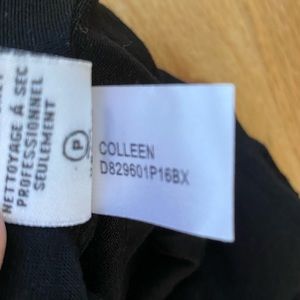 NETTOYAGE À SEC
PROFESSIONNEL
SEULEMENT
P
COLLEEN
D829601P16BX